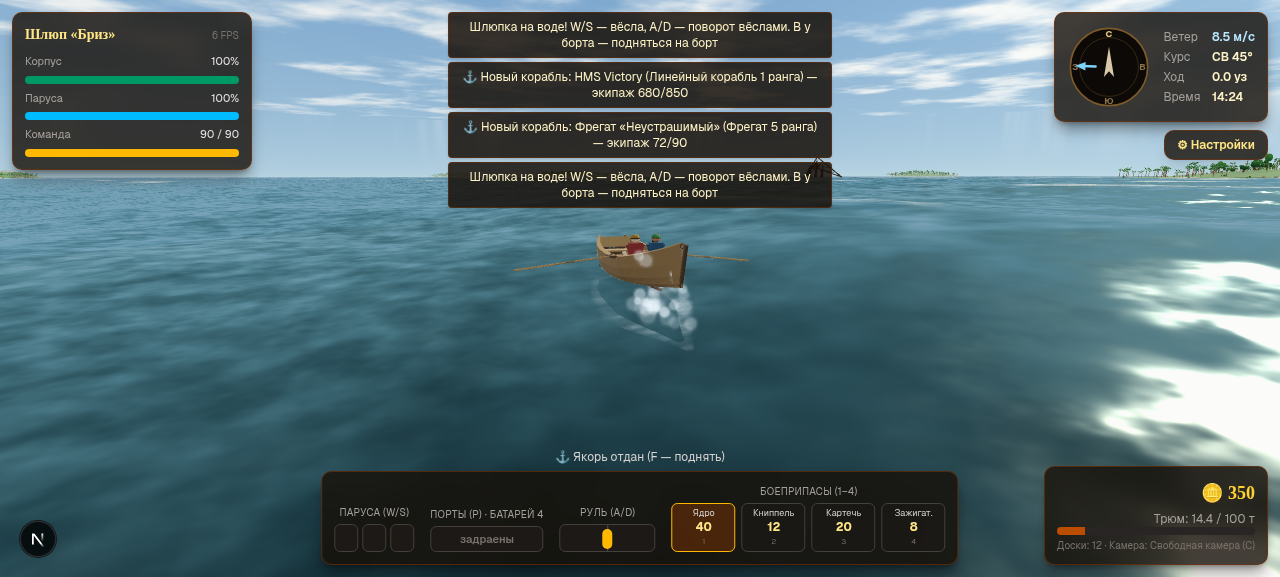 Шлюп «Бриз»
6 FPS
Корпус 100%
Паруса 100%
Команда 90 / 90
Шлюпка на воде! W/S — вёсла, A/D — поворот вёслами. В у
борта — подняться на борт
⚓ Новый корабль: HMS Victory (Линейный корабль 1 ранга) —
экипаж 680/850
⚓ Новый корабль: Фрегат «Неустрашимый» (Фрегат 5 ранга)
— экипаж 72/90
Шлюпка на воде! W/S — вёсла, A/D — поворот вёслами. В у
борта — подняться на борт
С
З
В
Ю
Ветер 8.5 м/с
Курс СВ 45°
Ход 0.0 уз
Время 14:24
⚙ Настройки
⚓ Якорь отдан (F — поднять)
ПАРУСА (W/S)
ПОРТЫ (P) · БАТАРЕЙ 4
задраены
РУЛЬ (A/D)
БОЕПРИПАСЫ (1–4)
Ядро
40
1
Книппель
12
2
Картечь
20
3
Зажигат.
8
4
🪙 350
Трюм: 14.4 / 100 т
Доски: 12 · Камера: Свободная камера (C)
N